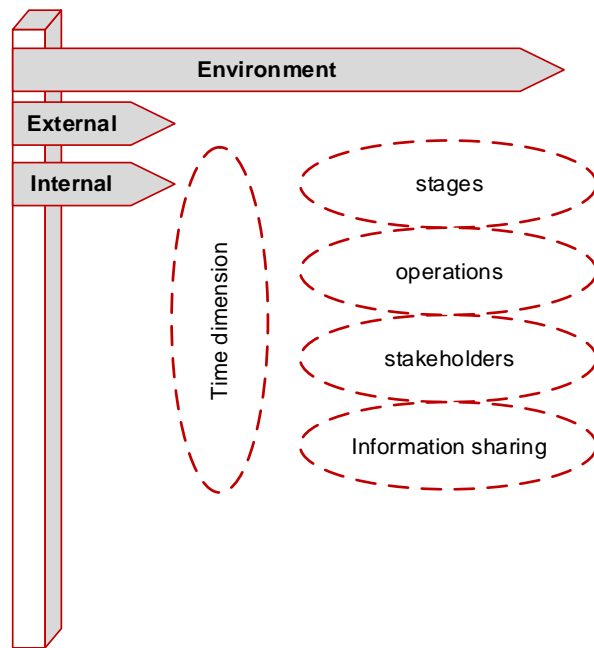 Environment
External
Internal
Time dimension
stages
operations
stakeholders
Information sharing